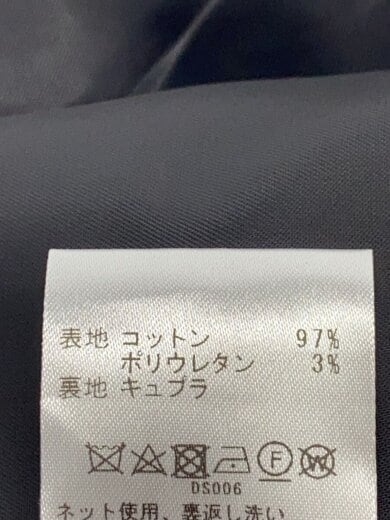 表地 コットン 97%
ポリウレタン 3%
裏地 キュプラ
DS006
ネット使用、裏返し洗い